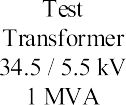 Test
Transformer
34.5 / 5.5 kV
1 MVA